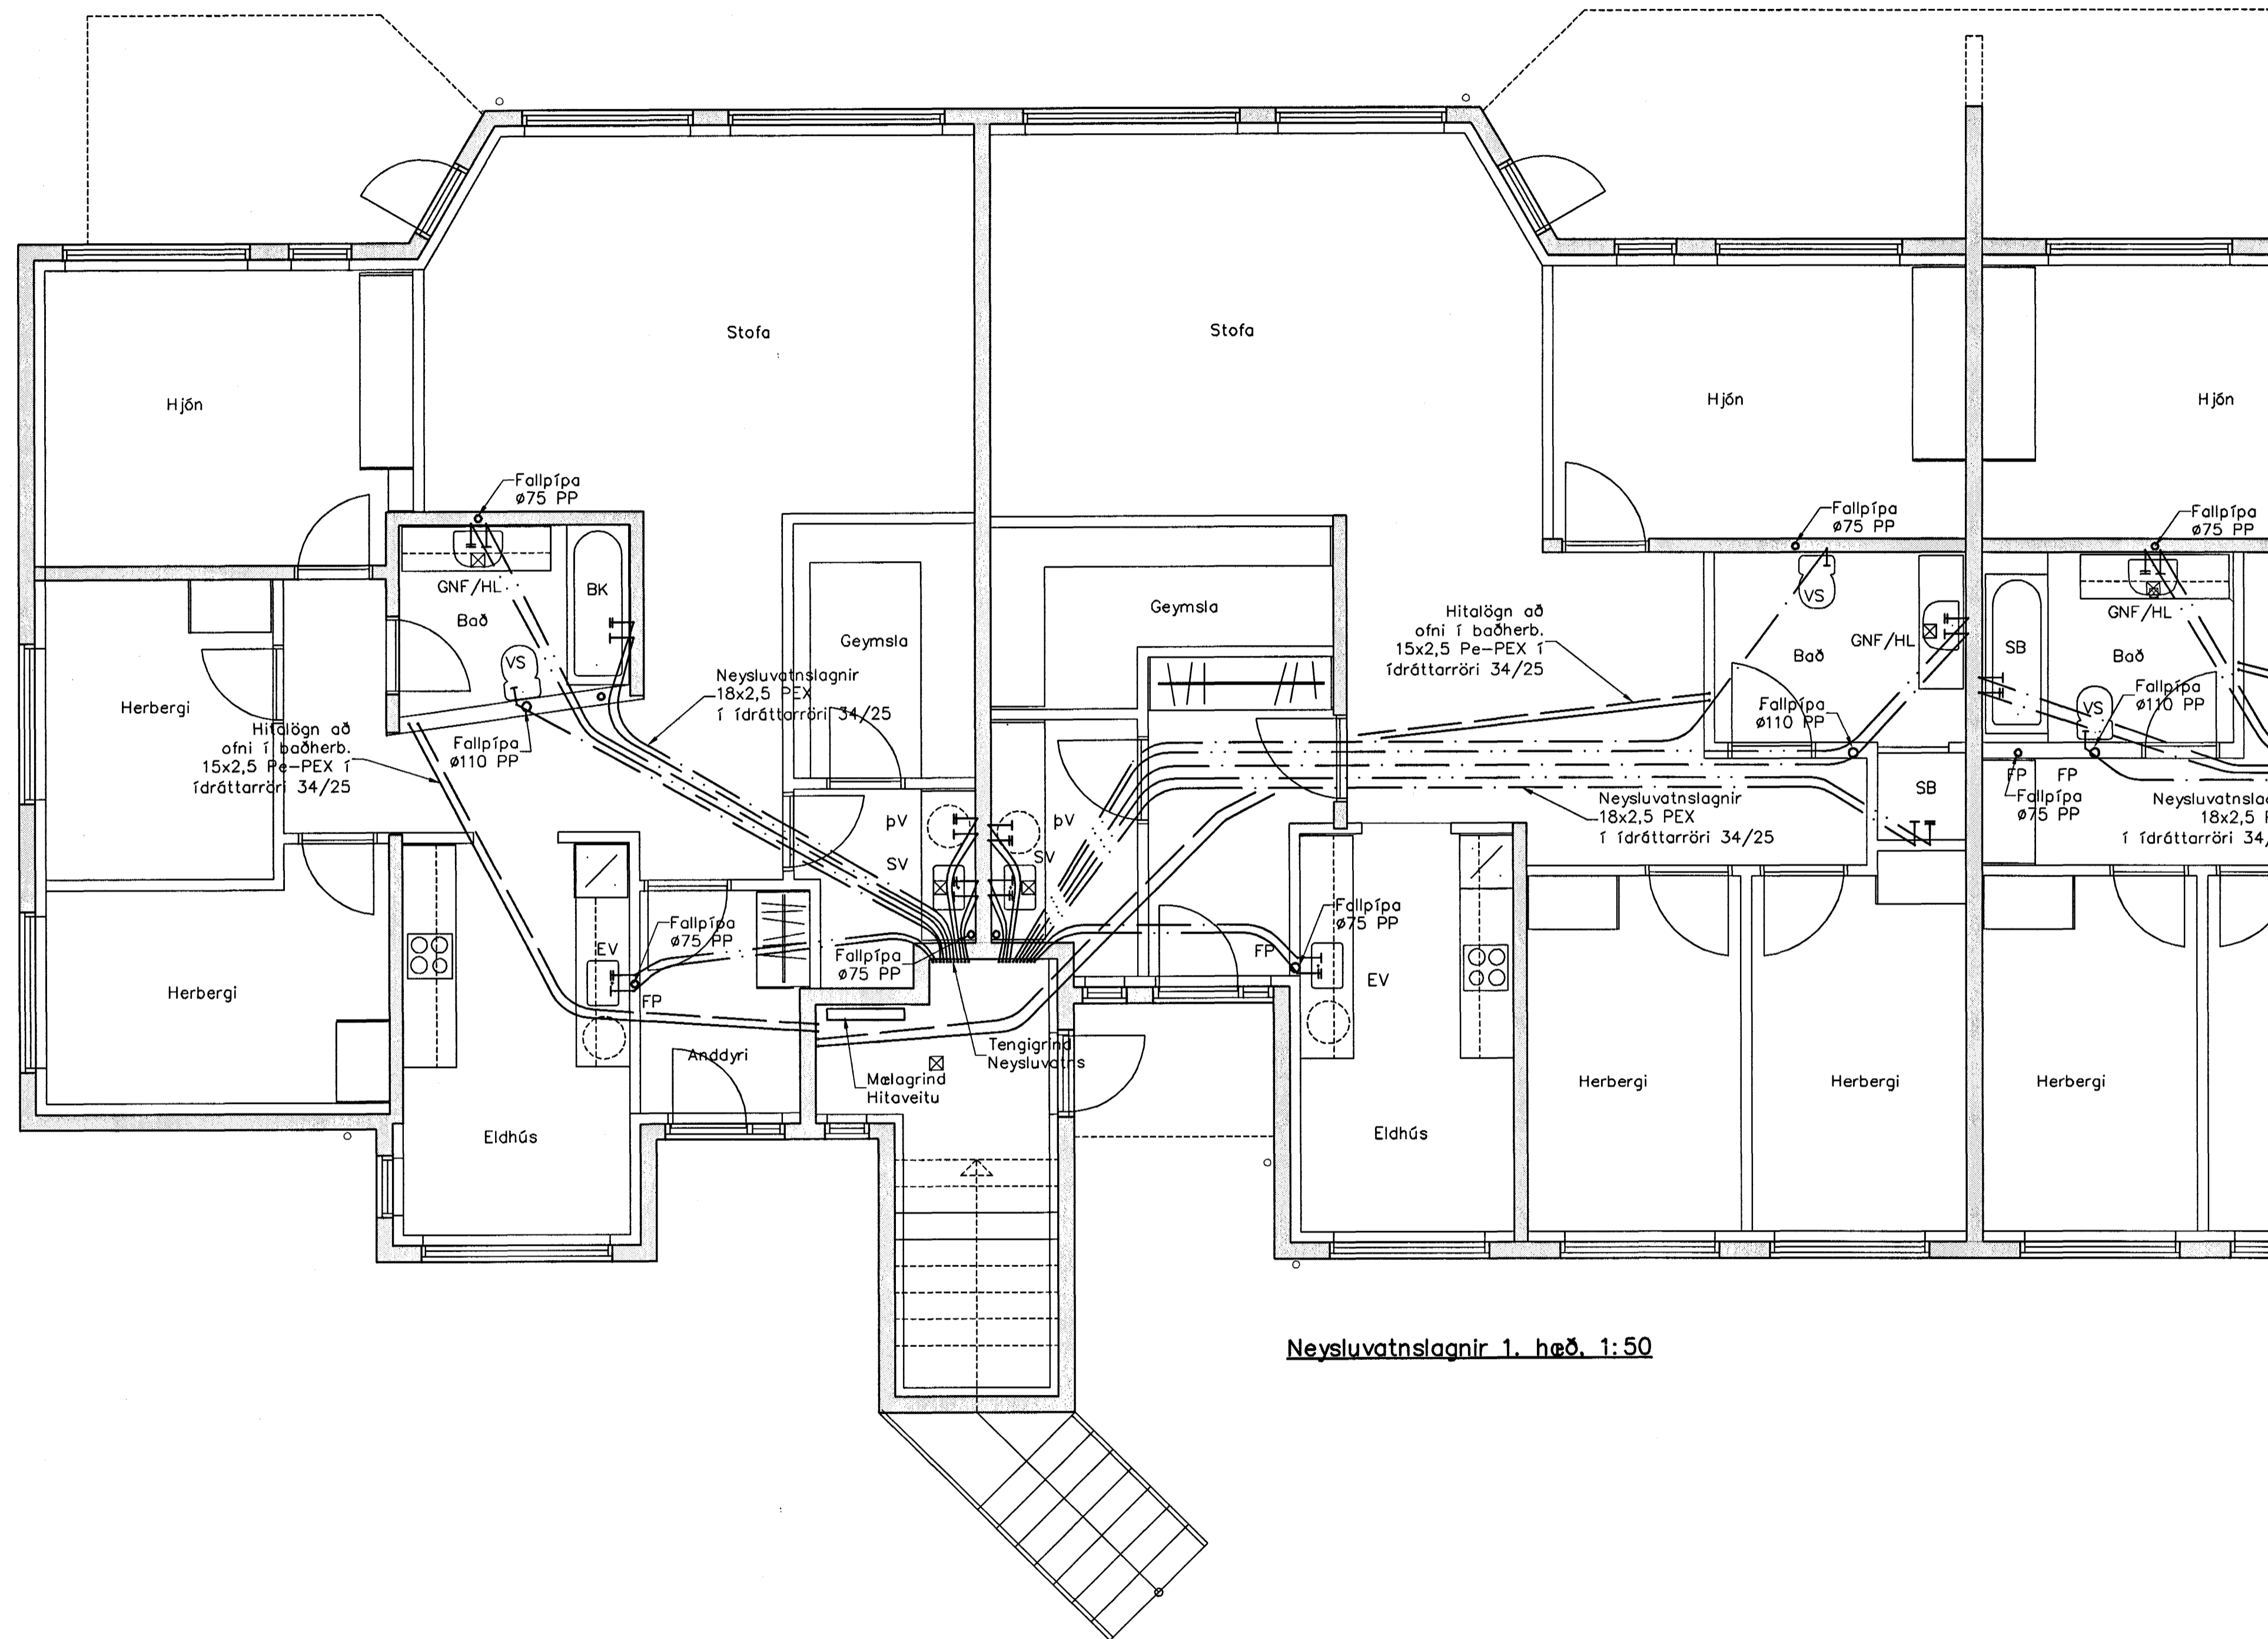 Stofa
Stofa
Hjón
Hjón
Hjón
Fallpípa
ø75 PP
Fallpípa
ø75 PP
Fallpípa
ø75 PP
GNF/HL
BK
Bað
VS
Geymsla
Geymsla
Hitalögn að
ofni í baðherb.
15x2,5 Pe-PEX í
ídráttarröri 34/25
VS
GNF/HL
Bað
SB
GNF/HL
Bað
VS
Neysluvatnslagnir
18x2,5 PEX
í ídráttarröri 34/25
Herbergi
Hitalögn að
ofni í baðherb.
15x2,5 Pe-PEX í
ídráttarröri 34/25
Fallpípa
ø110 PP
Fallpípa
ø110 PP
Fallpípa
ø110 PP
ÞV
SV
ÞV
SV
Neysluvatnslagnir
18x2,5 PEX
í ídráttarröri 34/25
SB
FP
FP
Fallpípa
ø75 PP
18x2,5
í ídráttarröri
Fallpípa
ø75 PP
EV
FP
Fallpípa
ø75 PP
Fallpípa
ø75 PP
FP
EV
Herbergi
Anddyri
Tengigrind
Neysluvatns
Mælagrind
Hitaveitu
Herbergi
Herbergi
Herbergi
Eldhús
Eldhús
Neysluvatnslagnir 1. hæð, 1:50